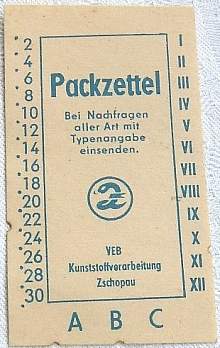 Packzettel
Bei Nachfragen
aller Art mit
Typenangabe
einsenden.
VEB
Kunststoffverarbeitung
Zschopau
2
4
6
8
10
12
14
16
18
20
22
24
26
28
30
I
II
III
IV
V
VI
VII
VIII
IX
X
XI
XII
A B C